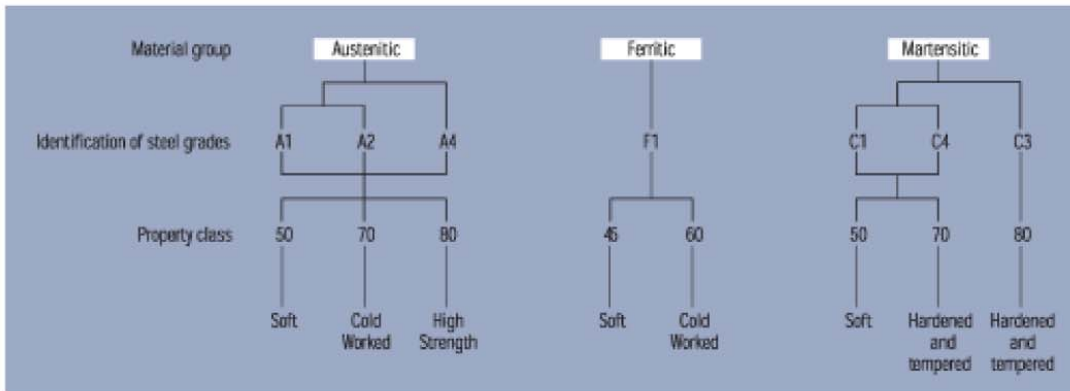 Material group Austenitic Ferritic Martensitic
Identification of steel grades A1 A2 A4 F1 C1 C4 C3
Property class 50 70 80 45 60 50 70 80
Soft Cold High Soft Cold Soft Hardened Hardened
Worked Strength Worked and and
tempered tempered